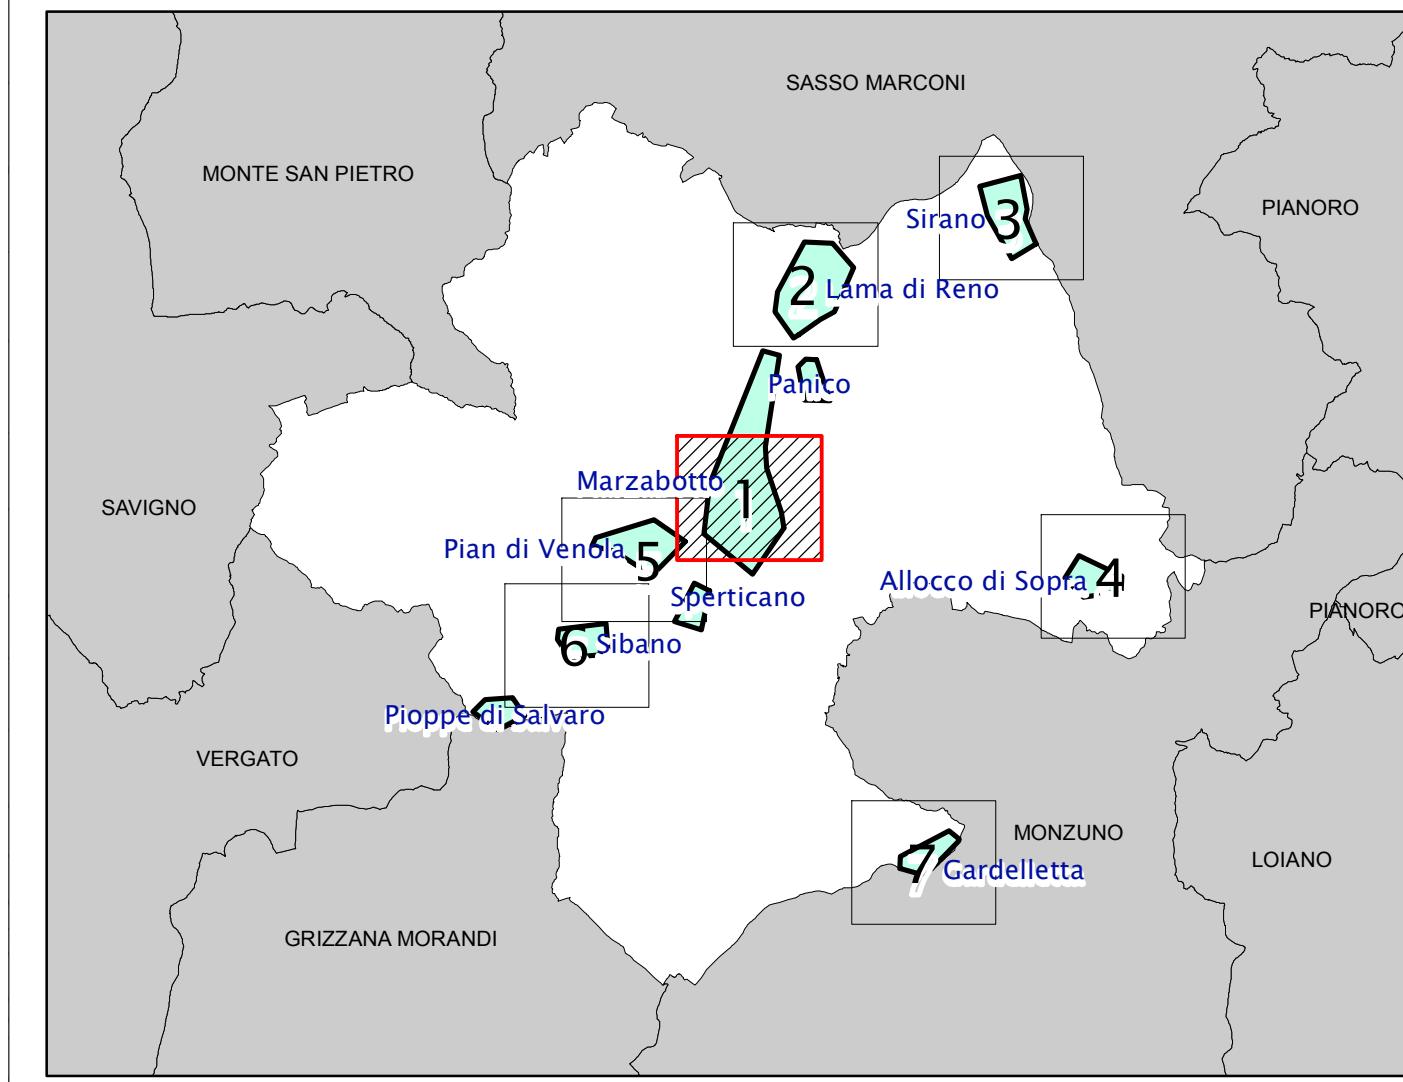 SASSO MARCONI
MONTE SAN PIETRO
PIANORO
3
Sirano
2
Lama di Reno
Panico
Marzabotto
1
SAVIGNO
Pian di Venola
5
Allocco di Sopra
4
Sperticano
PIANORO
6
Sibano
Pioppe di Salvaro
VERGATO
MONZUNO
LOIANO
7
Gardelletta
GRIZZANA MORANDI